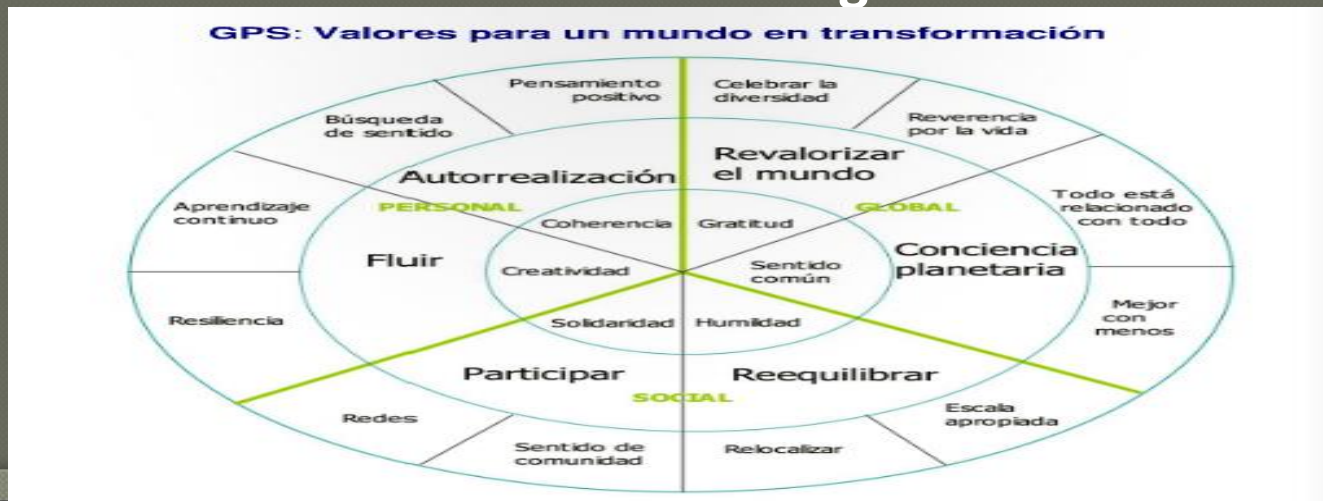 GPS: Valores para un mundo en transformación
Pensamiento
positivo
Celebrar la
diversidad
Búsqueda
de sentido
Reverencia
por la vida
Autorrealización
Revalorizar
el mundo
Aprendizaje
continuo
PERSONAL
GLOBAL
Todo está
relacionado
con todo
Coherencia
Gratitud
Fluir
Creatividad
Sentido
común
Conciencia
planetaria
Resiliencia
Solidaridad
Humildad
Mejor
con
menos
Participar
Reequilibrar
SOCIAL
Redes
Escala
apropiada
Sentido de
comunidad
Relocalizar